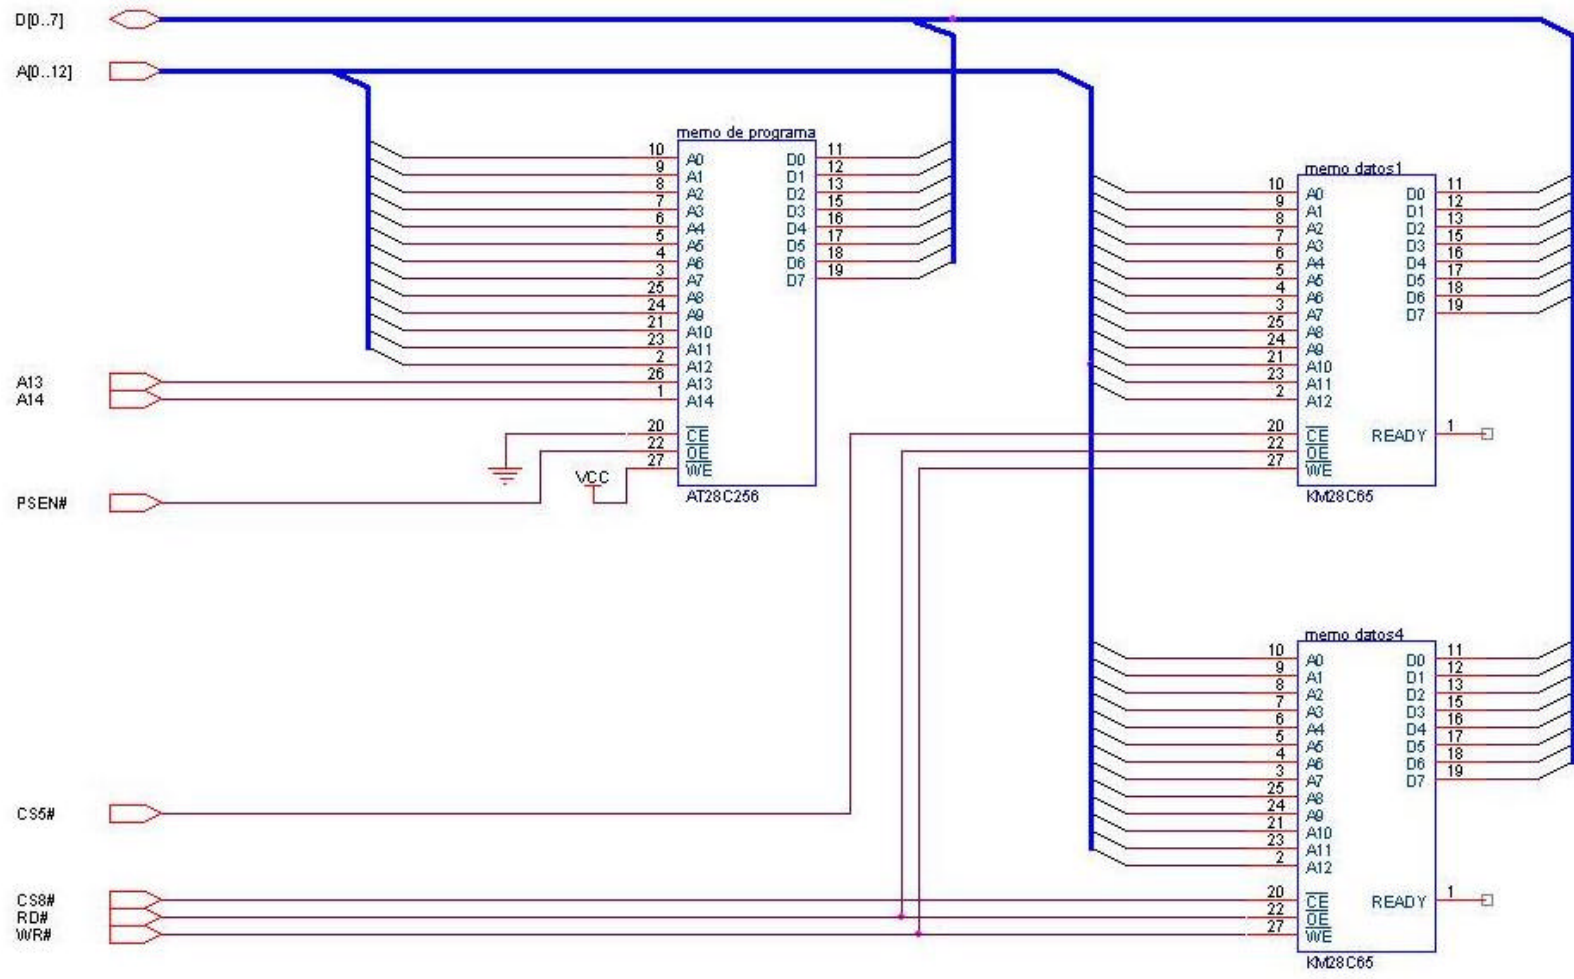 D[0..7]
A[0..12]
memo de programa
10 A0 D0 11
9 A1 D1 12
8 A2 D2 13
7 A3 D3 15
6 A4 D4 16
5 A5 D5 17
4 A6 D6 18
3 A7 D7 19
25 A8
24 A9
21 A10
23 A11
2 A12
26 A13
1 A14
20 CE
22 OE
27 WE
AT28C256
A13
A14
VCC
PSEN#
memo datos1
10 A0 D0 11
9 A1 D1 12
8 A2 D2 13
7 A3 D3 15
6 A4 D4 16
5 A5 D5 17
4 A6 D6 18
3 A7 D7 19
25 A8
24 A9
21 A10
23 A11
2 A12
20 CE READY 1
22 OE
27 WE
KM28C65
memo datos4
10 A0 D0 11
9 A1 D1 12
8 A2 D2 13
7 A3 D3 15
6 A4 D4 16
5 A5 D5 17
4 A6 D6 18
3 A7 D7 19
25 A8
24 A9
21 A10
23 A11
2 A12
20 CE READY 1
22 OE
27 WE
KM28C65
CS5#
CS8#
RD#
WR#